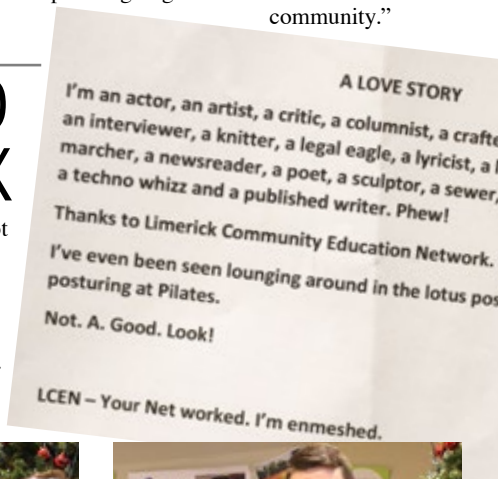 community.”
A LOVE STORY
I’m an actor, an artist, a critic, a columnist, a crafte
an interviewer, a knitter, a legal eagle, a lyricist, a
marcher, a newsreader, a poet, a sculptor, a sewer,
a techno whizz and a published writer. Phew!
Thanks to Limerick Community Education Network.
I’ve even been seen lounging around in the lotus pos
posturing at Pilates.
Not. A. Good. Look!
LCEN – Your Net worked. I’m enmeshed.